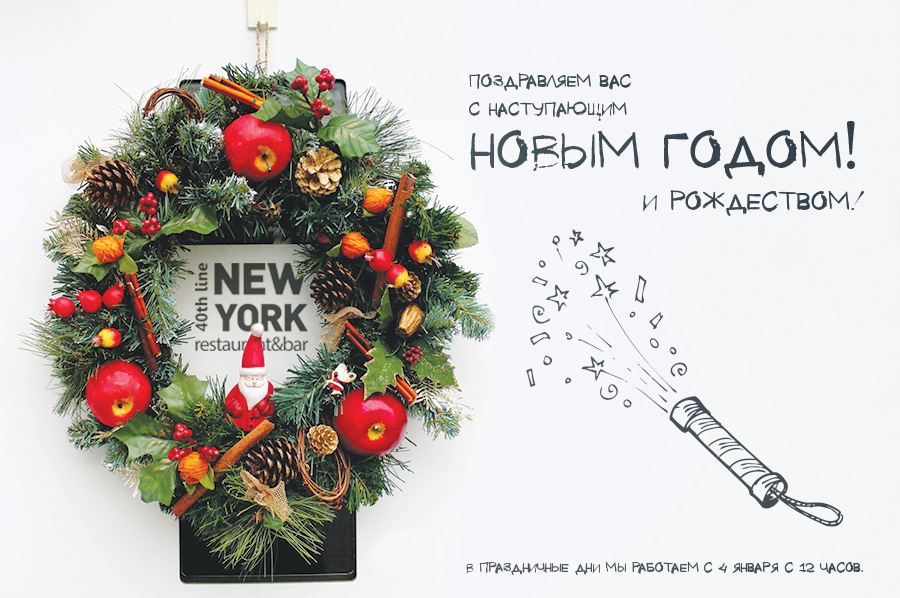 ПОЗДРАВЛЯЕМ ВАС
С НАСТУПАЮЩИМ
НОВЫМ ГОДОМ!
И РОЖДЕСТВОМ!
40th line
NEW
YORK
restaurant&bar
В ПРАЗДНИЧНЫЕ ДНИ МЫ РАБОТАЕМ С 4 ЯНВАРЯ С 12 ЧАСОВ.